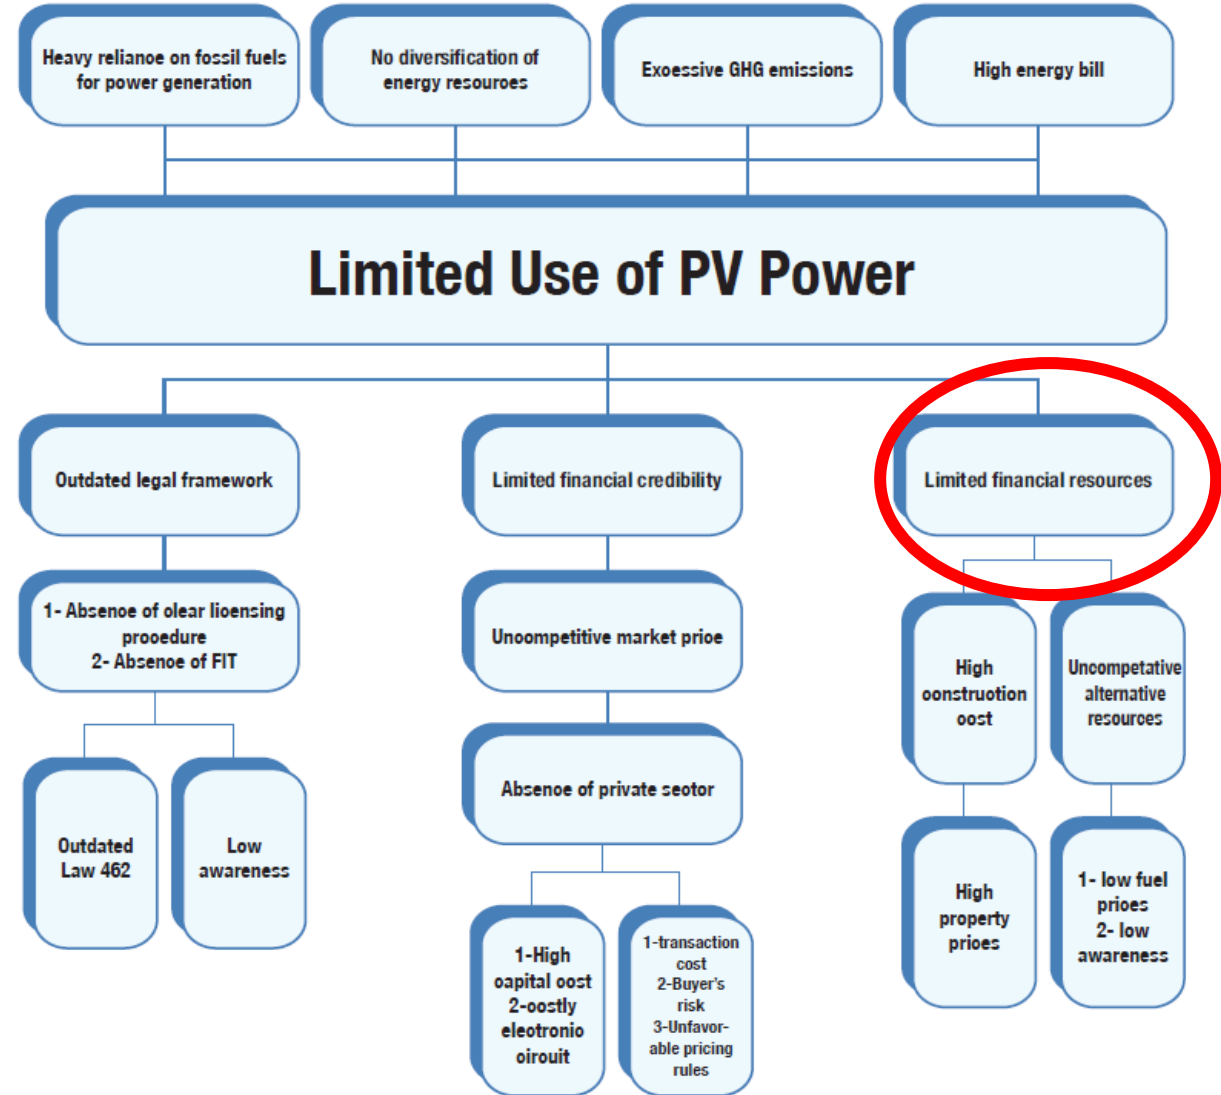 Heavy relianoe on fossil fuels
for power generation
No diversification of
energy resouroes
Exoessive GHG emissions
High energy bill
Limited Use of PV Power
Outdated legal framework
Limited financial credibility
Limited financial resources
1- Absenoe of olear lioensing
prooedure
2- Absence of FIT
Unoompetitive market prioe
High
oonstruotion
oost
Uncompetative
alternative
resources
Absenoe of private seotor
Outdated
Law 462
Low
awareness
High
property
prioes
1- low fuel
prioes
2- low
awareness
1-High
oapital oost
2-oostly
eleotronio
oirouit
1-transaction
cost
2-Buyer's
risk
3-Unfavor-
able pricing
rules